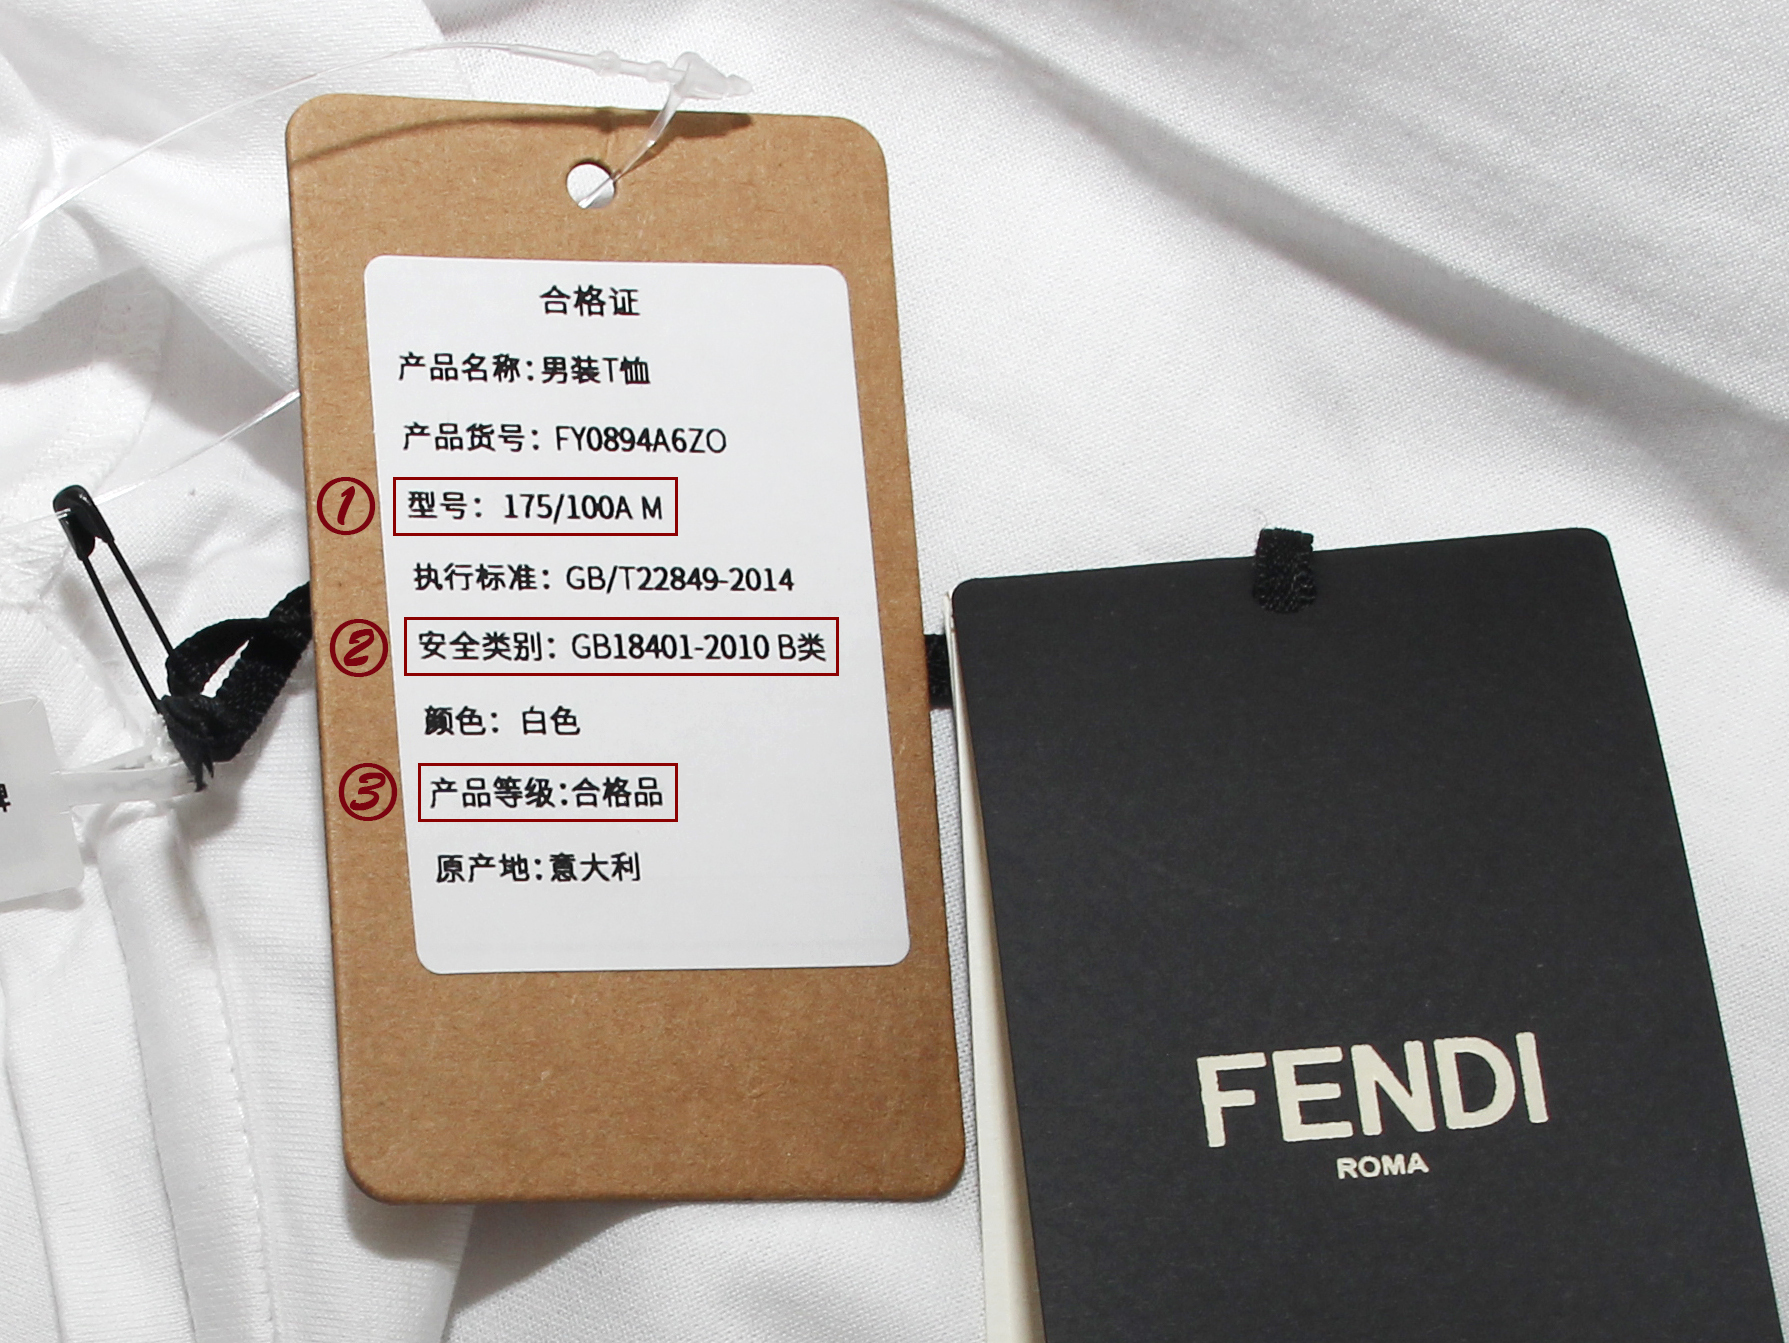 合格证
产品名称:男装T恤
产品货号: FY0894A6ZO
① 型号: 175/100A M
执行标准: GB/T22849-2014
② 安全类别: GB18401-2010 B类
颜色: 白色
③ 产品等级:合格品
原产地:意大利
FENDI
ROMA